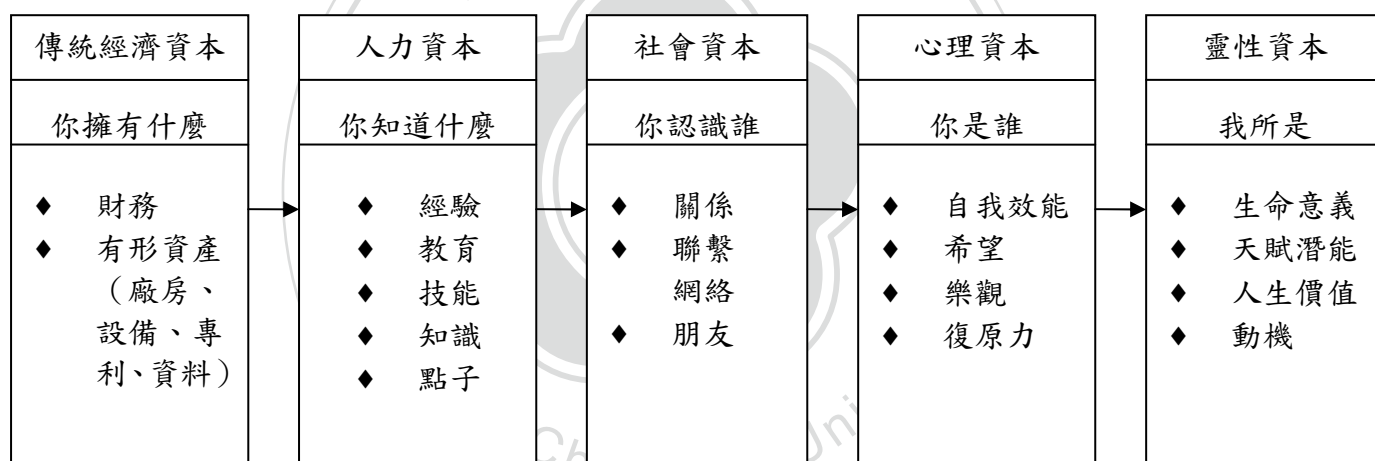 傳統經濟資本
你擁有什麼
♦ 財務
♦ 有形資產
（廠房、
設備、專
利、資料）
人力資本
你知道什麼
♦ 經驗
♦ 教育
♦ 技能
♦ 知識
♦ 點子
社會資本
你認識誰
♦ 關係
♦ 聯繫
網絡
♦ 朋友
心理資本
你是誰
♦ 自我效能
♦ 希望
♦ 樂觀
♦ 復原力
靈性資本
我所是
♦ 生命意義
♦ 天賦潛能
♦ 人生價值
♦ 動機